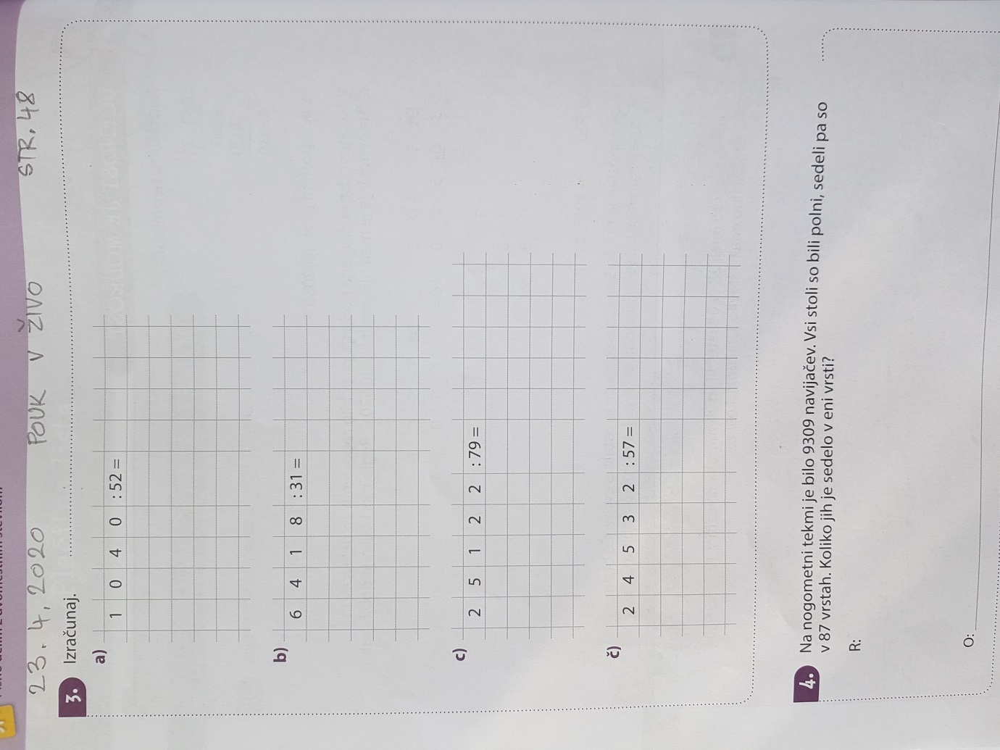 23. 4. 2020 POUK V ŽIVO STR. 48
3. Izračunaj.
a)
1 0 4 0 : 52 =
b)
6 4 1 8 : 31 =
c)
2 5 1 2 2 : 79 =
č)
2 4 5 3 2 : 57 =
4. Na nogometni tekmi je bilo 9309 navijačev. Vsi stoli so bili polni, sedeli pa so
v 87 vrstah. Koliko jih je sedelo v eni vrsti?
R:
O: